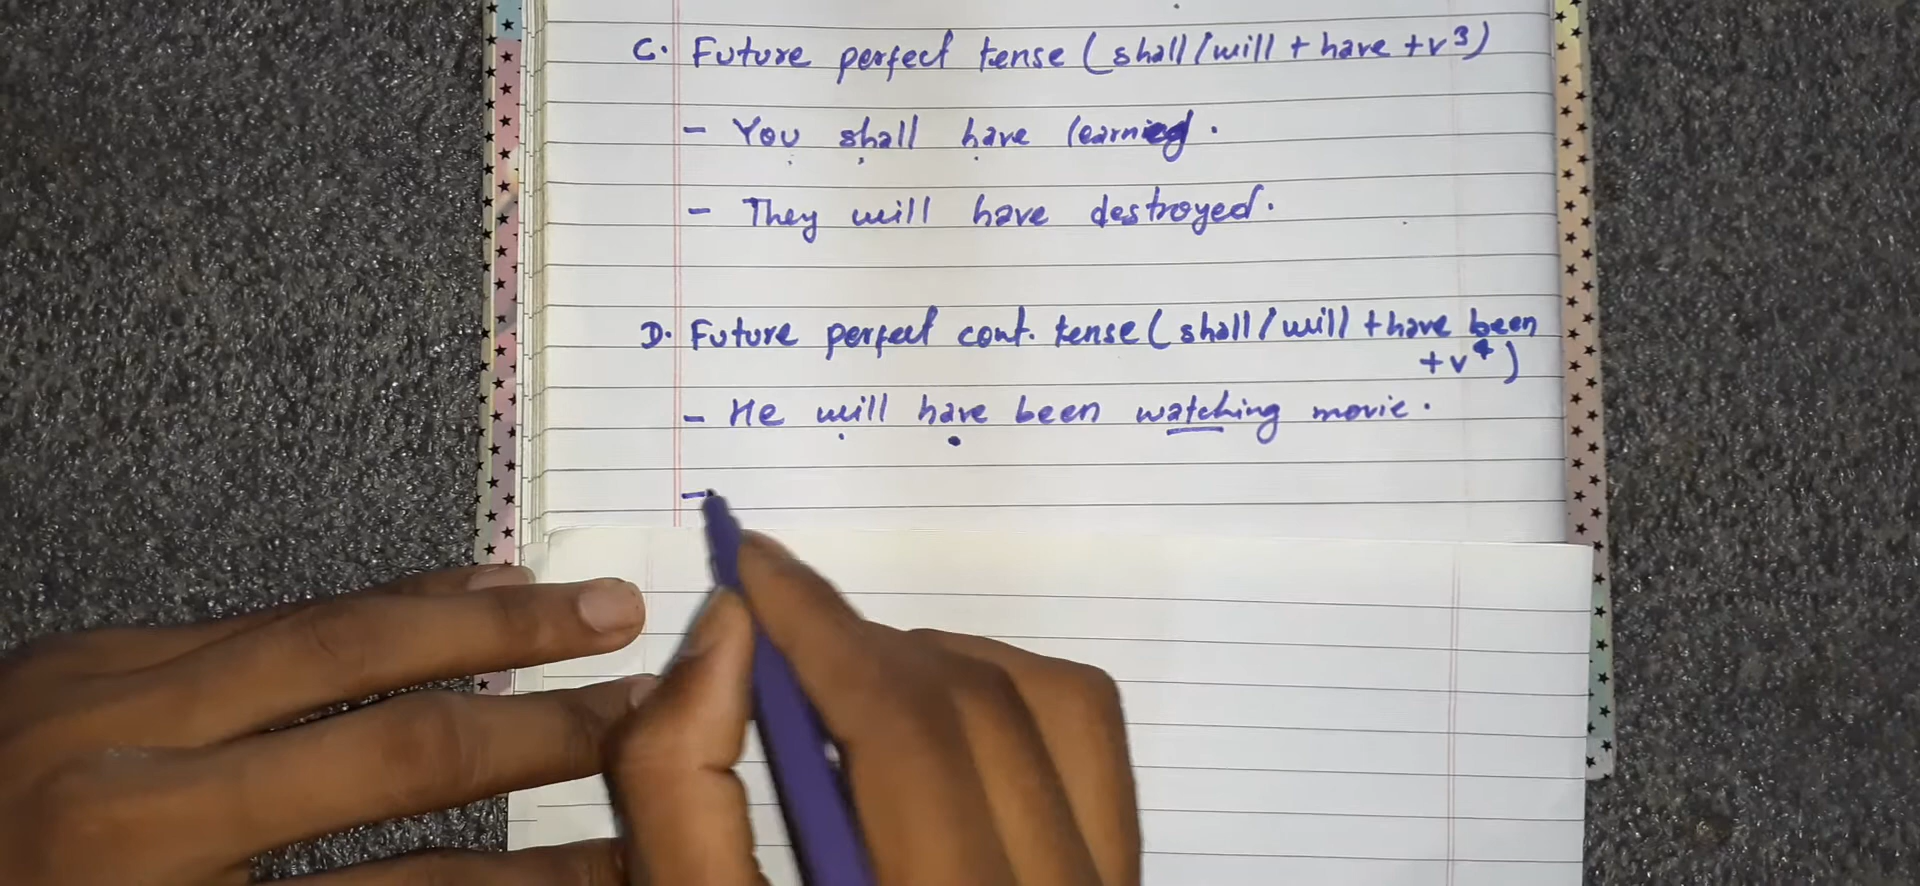 C. Future perfect tense (shall/will + have + v3)
- You shall have learned.
- They will have destroyed.
D. Future perfect cont. tense (shall/will + have been
+ v4)
- He will have been watching movie.
-